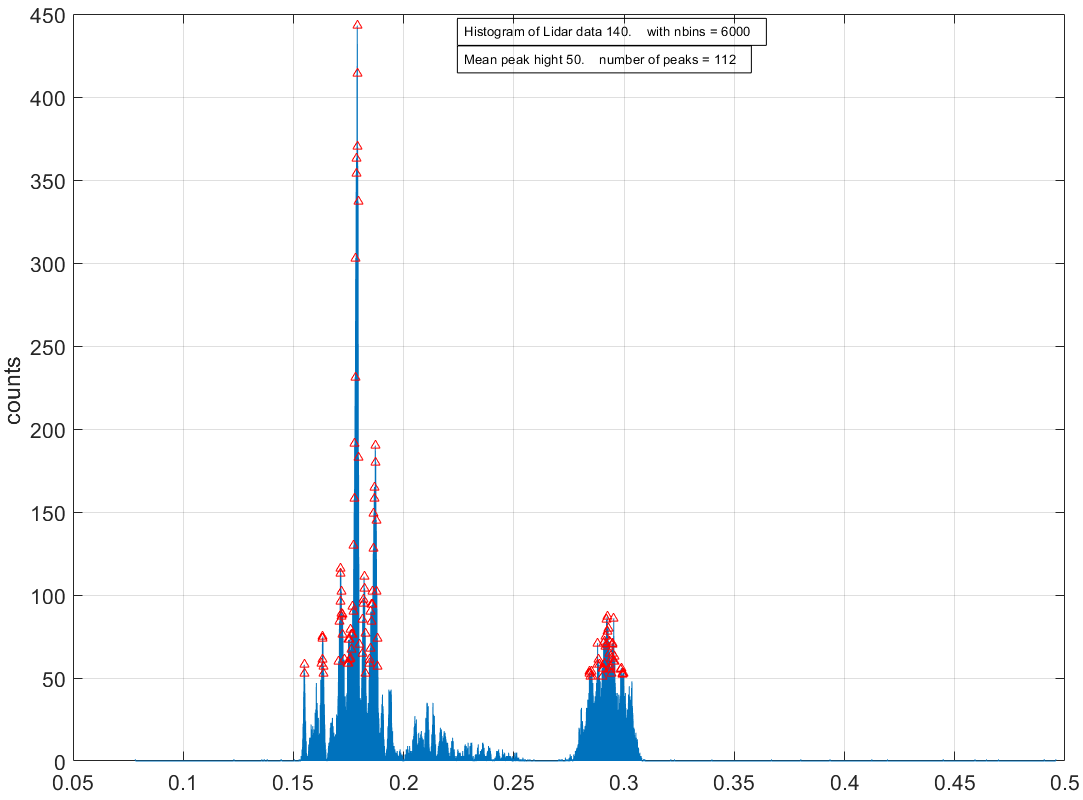 Histogram of Lidar data 140. with nbins = 6000
Mean peak hight 50. number of peaks = 112
450
400
350
300
250
200
150
100
50
0
counts
0.05 0.1 0.15 0.2 0.25 0.3 0.35 0.4 0.45 0.5